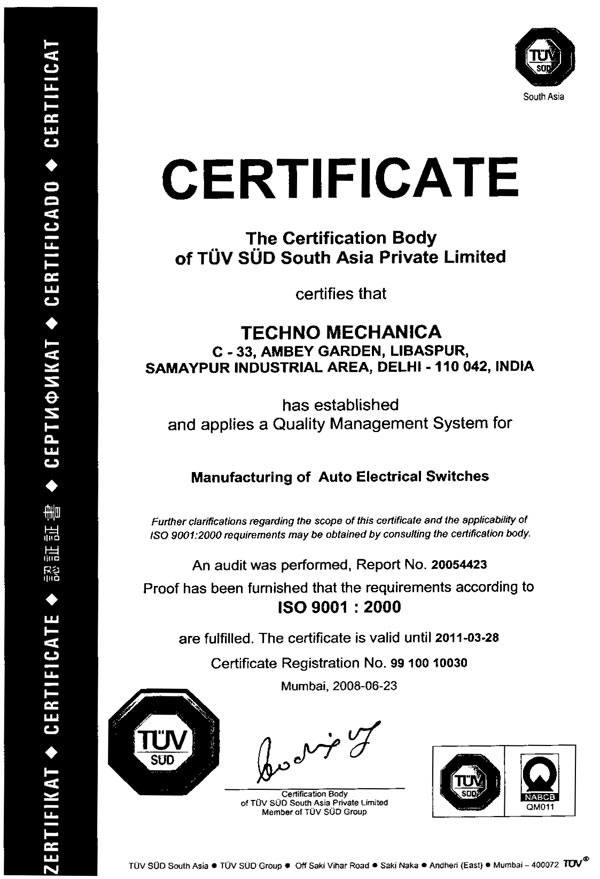 TÜV
SÜD
South Asia
CERTIFICATE
The Certification Body
of TÜV SÜD South Asia Private Limited
certifies that
TECHNO MECHANICA
C - 33, AMBEY GARDEN, LIBASPUR,
SAMAYPUR INDUSTRIAL AREA, DELHI - 110 042, INDIA
has established
and applies a Quality Management System for
Manufacturing of Auto Electrical Switches
Further clarifications regarding the scope of this certificate and the applicability of
ISO 9001:2000 requirements may be obtained by consulting the certification body.
An audit was performed, Report No. 20054423
Proof has been furnished that the requirements according to
ISO 9001 : 2000
are fulfilled. The certificate is valid until 2011-03-28
Certificate Registration No. 99 100 10030
Mumbai, 2008-06-23
TÜV
SÜD
Certification Body
of TÜV SÜD South Asia Private Limited
Member of TÜV SÜD Group
TÜV
SÜD
NABCB
QM011
TÜV SÜD South Asia ● TÜV SÜD Group ● Off Saki Vihar Road ● Saki Naka ● Andheri (East) ● Mumbai – 400072 TÜV®
ZERTIFIKAT ◆ CERTIFICATE ◆ 認証証書 ◆ СЕРТИФИКАТ ◆ CERTIFICADO ◆ CERTIFICAT